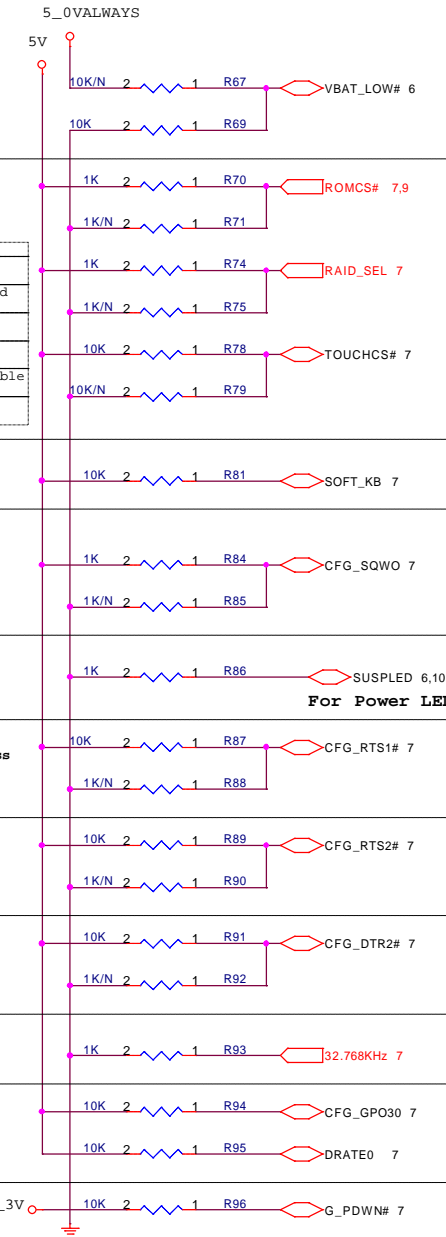 5_0VALWAYS
5V
10K/N 2 1 R67 VBAT_LOW# 6
10K 2 1 R69
1K 2 1 R70 ROMCS# 7,9
1K/N 2 1 R71
1K 2 1 R74 RAID_SEL 7
d
1K/N 2 1 R75
10K 2 1 R78 TOUCHCS# 7
ble
10K/N 2 1 R79
10K 2 1 R81 SOFT_KB 7
1K 2 1 R84 CFG_SQWO 7
1K/N 2 1 R85
1K 2 1 R86 SUSPLED 6,10
For Power LED
10K 2 1 R87 CFG_RTS1# 7
ss
1K/N 2 1 R88
10K 2 1 R89 CFG_RTS2# 7
1K/N 2 1 R90
10K 2 1 R91 CFG_DTR2# 7
1K/N 2 1 R92
1K 2 1 R93 32.768KHz 7
10K 2 1 R94 CFG_GPO30 7
10K 2 1 R95 DRATE0 7
_3V 10K 2 1 R96 G_PDWN# 7